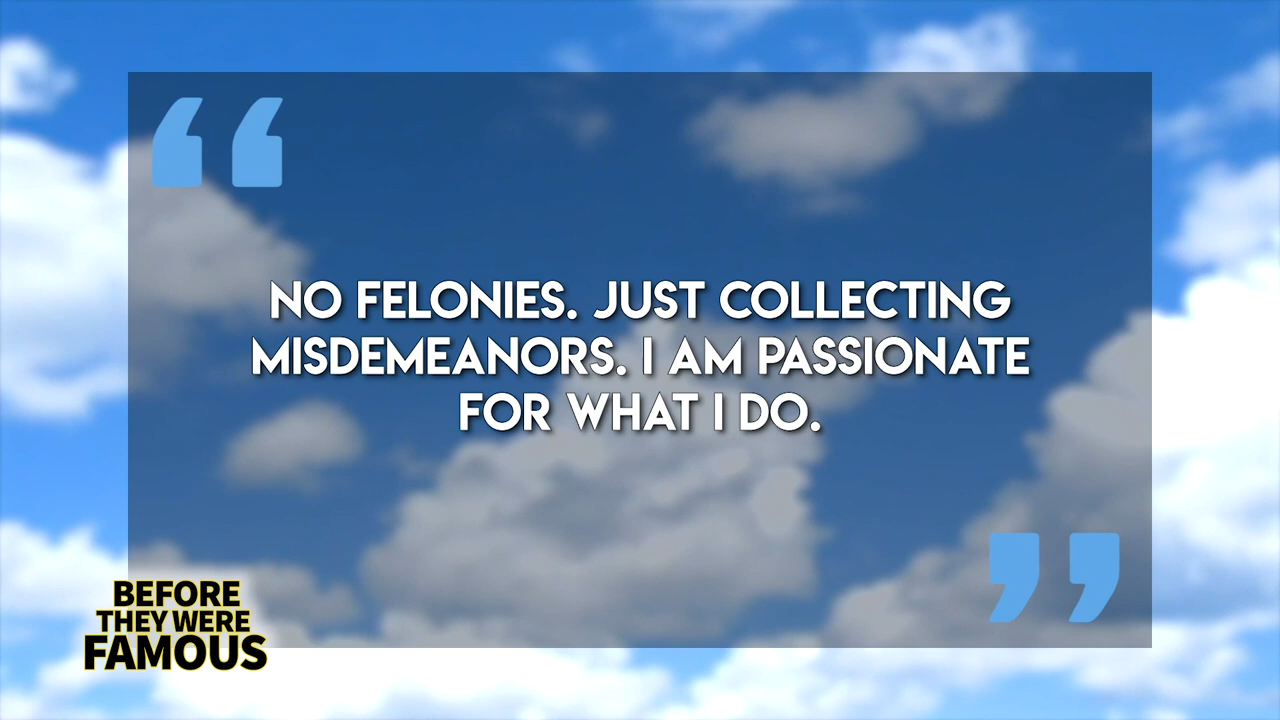 “
NO FELONIES. JUST COLLECTING
MISDEMEANORS. I AM PASSIONATE
FOR WHAT I DO.
”
BEFORE
THEY WERE
FAMOUS